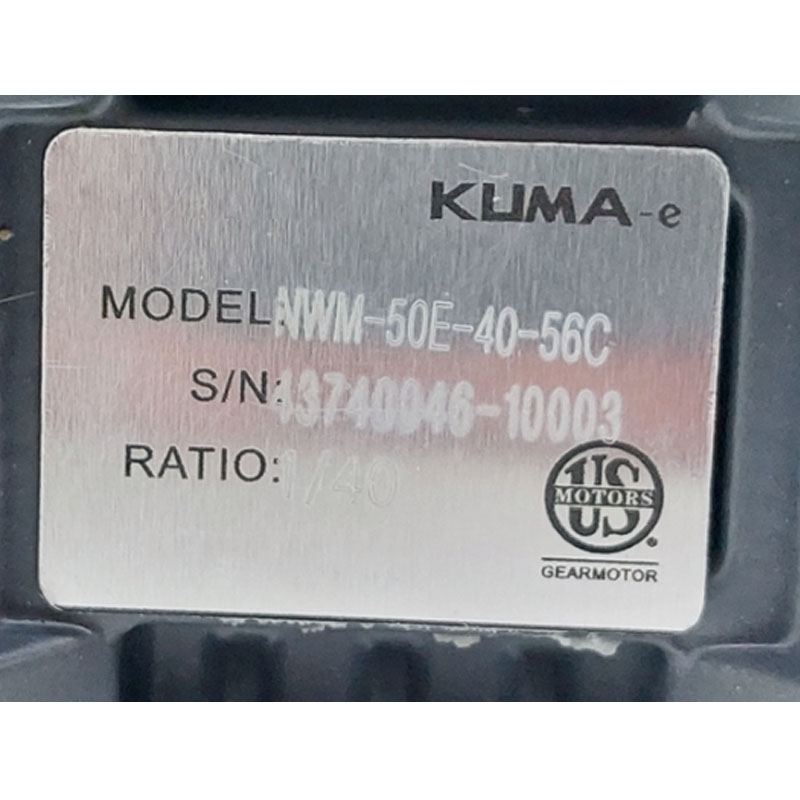 KUMA-e
MODEL: NWM-50E-40-56C
S/N: 13740046-10003
RATIO: 1/40
US
MOTORS
GEARMOTOR